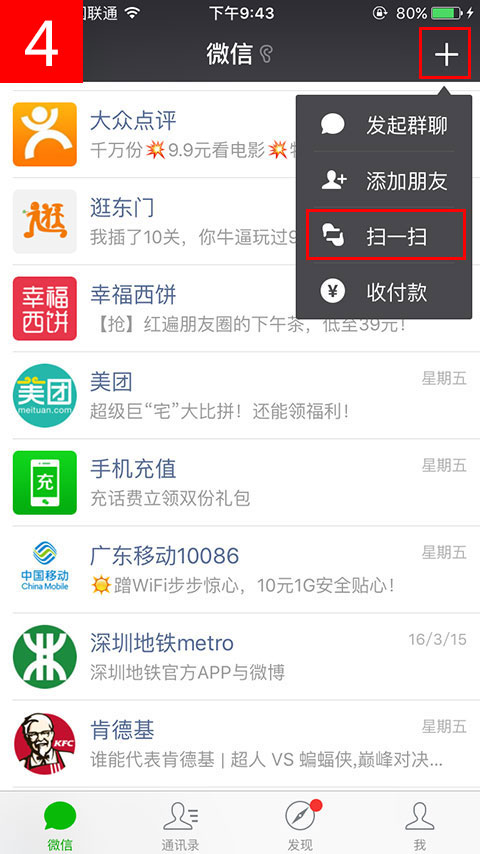 4
联通
下午9:43
80%
微信
+
发起群聊
添加朋友
扫一扫
¥
收付款
大众点评
千万份💥9.9元看电影💥
逛
逛东门
我插了10关，你牛逼玩过9
幸福
西饼
幸福西饼
【抢】红遍朋友圈的下午茶，低至39元！
美团
meituan.com
美团
星期五
超级巨“宅”大比拼！还能领福利！
充
手机充值
星期五
充话费立领双份礼包
中国移动
China Mobile
广东移动10086
星期五
蹭WiFi步步惊心，10元1G安全贴心！
深圳地铁metro
16/3/15
深圳地铁官方APP与微博
KFC
肯德基
星期五
谁能代表肯德基 | 超人 VS 蝙蝠侠,巅峰对决...
微信
通讯录
发现
我